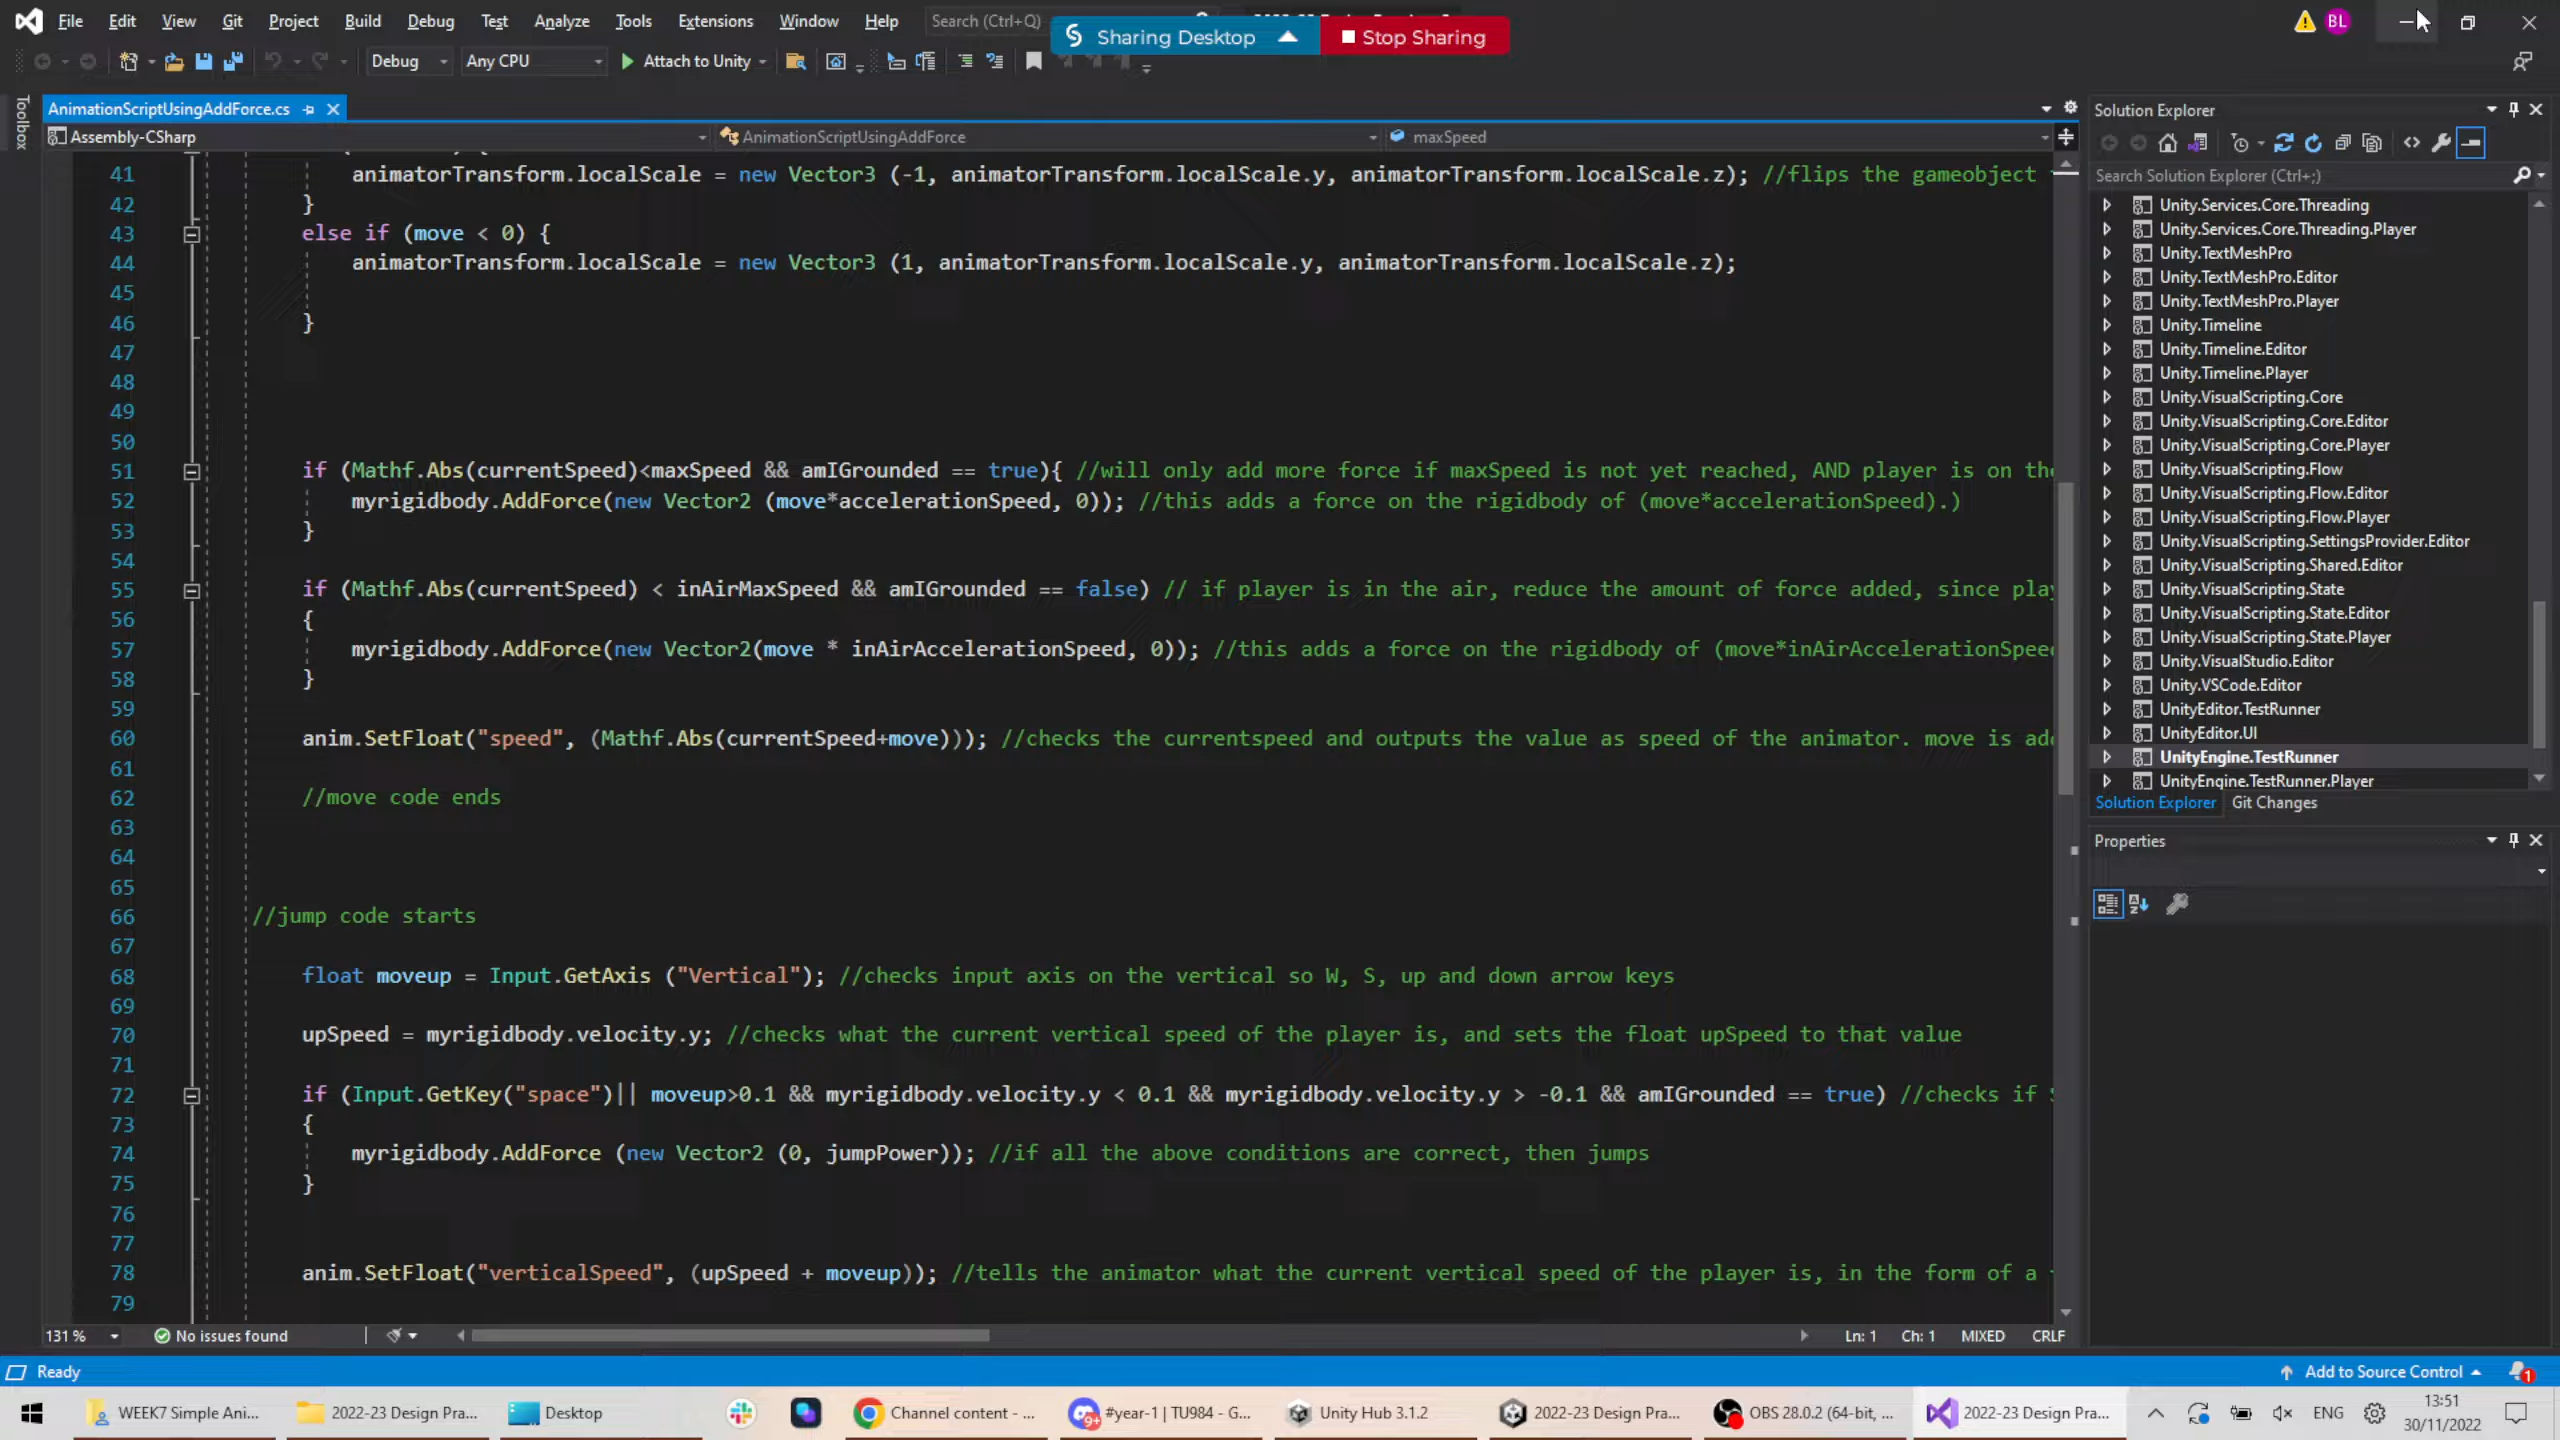 File Edit View Git Project Build Debug Test Analyze Tools Extensions Window Help Search (Ctrl+Q) BL
Sharing Desktop Stop Sharing
Debug Any CPU Attach to Unity
Toolbox
AnimationScriptUsingAddForce.cs
Assembly-CSharp AnimationScriptUsingAddForce maxSpeed
41 animatorTransform.localScale = new Vector3 (-1, animatorTransform.localScale.y, animatorTransform.localScale.z); //flips the gameobject
42 }
43 else if (move < 0) {
44 animatorTransform.localScale = new Vector3 (1, animatorTransform.localScale.y, animatorTransform.localScale.z);
45
46 }
47
48
49
50
51 if (Mathf.Abs(currentSpeed)<maxSpeed && amIGrounded == true){ //will only add more force if maxSpeed is not yet reached, AND player is on the
52 myrigidbody.AddForce(new Vector2 (move*accelerationSpeed, 0)); //this adds a force on the rigidbody of (move*accelerationSpeed).)
53 }
54
55 if (Mathf.Abs(currentSpeed) < inAirMaxSpeed && amIGrounded == false) // if player is in the air, reduce the amount of force added, since play
56 {
57 myrigidbody.AddForce(new Vector2(move * inAirAccelerationSpeed, 0)); //this adds a force on the rigidbody of (move*inAirAccelerationSpeed
58 }
59
60 anim.SetFloat("speed", (Mathf.Abs(currentSpeed+move))); //checks the currentspeed and outputs the value as speed of the animator. move is ad
61
62 //move code ends
63
64
65
66 //jump code starts
67
68 float moveup = Input.GetAxis ("Vertical"); //checks input axis on the vertical so W, S, up and down arrow keys
69
70 upSpeed = myrigidbody.velocity.y; //checks what the current vertical speed of the player is, and sets the float upSpeed to that value
71
72 if (Input.GetKey("space")|| moveup>0.1 && myrigidbody.velocity.y < 0.1 && myrigidbody.velocity.y > -0.1 && amIGrounded == true) //checks if
73 {
74 myrigidbody.AddForce (new Vector2 (0, jumpPower)); //if all the above conditions are correct, then jumps
75 }
76
77
78 anim.SetFloat("verticalSpeed", (upSpeed + moveup)); //tells the animator what the current vertical speed of the player is, in the form of a
79
131 % No issues found Ln: 1 Ch: 1 MIXED CRLF
Solution Explorer
Search Solution Explorer (Ctrl+;)
Unity.Services.Core.Threading
Unity.Services.Core.Threading.Player
Unity.TextMeshPro
Unity.TextMeshPro.Editor
Unity.TextMeshPro.Player
Unity.Timeline
Unity.Timeline.Editor
Unity.Timeline.Player
Unity.VisualScripting.Core
Unity.VisualScripting.Core.Editor
Unity.VisualScripting.Core.Player
Unity.VisualScripting.Flow
Unity.VisualScripting.Flow.Editor
Unity.VisualScripting.Flow.Player
Unity.VisualScripting.SettingsProvider.Editor
Unity.VisualScripting.Shared.Editor
Unity.VisualScripting.State
Unity.VisualScripting.State.Editor
Unity.VisualScripting.State.Player
Unity.VisualStudio.Editor
Unity.VSCode.Editor
UnityEditor.TestRunner
UnityEditor.UI
UnityEngine.TestRunner
UnityEngine.TestRunner.Player
Solution Explorer Git Changes
Properties
Ready Add to Source Control 1
WEEK7 Simple Ani... 2022-23 Design Pra... Desktop Channel content - ... 9+ #year-1 | TU984 - G... Unity Hub 3.1.2 2022-23 Design Pra... OBS 28.0.2 (64-bit, ... 2022-23 Design Pra... ENG
13:51
30/11/2022